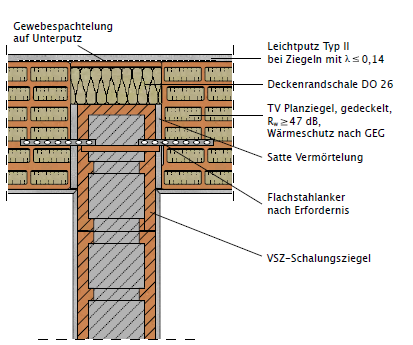 Gewebespachtelung
auf Unterputz
Leichtputz Typ II
bei Ziegeln mit λ ≤ 0,14
Deckenrandschale DO 26
TV Planziegel, gedeckelt,
Rw ≥ 47 dB,
Wärmeschutz nach GEG
Satte Vermörtelung
Flachstahlanker
nach Erfordernis
VSZ-Schalungsziegel